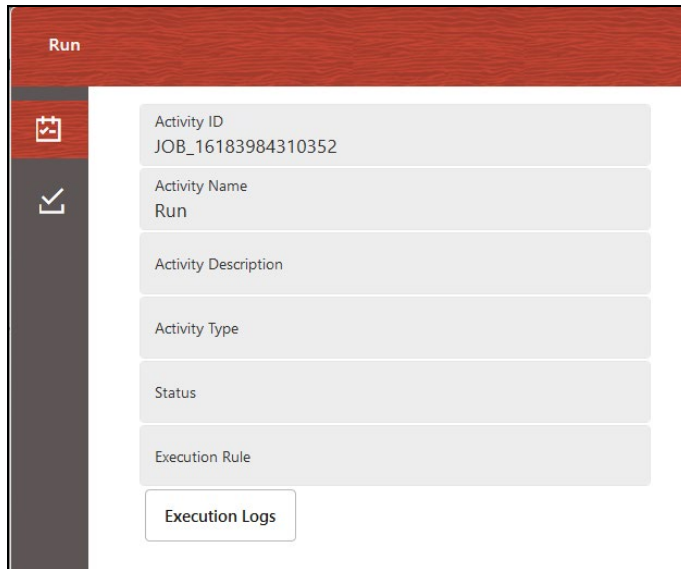 Run
Activity ID
JOB_16183984310352
Activity Name
Run
Activity Description
Activity Type
Status
Execution Rule
Execution Logs